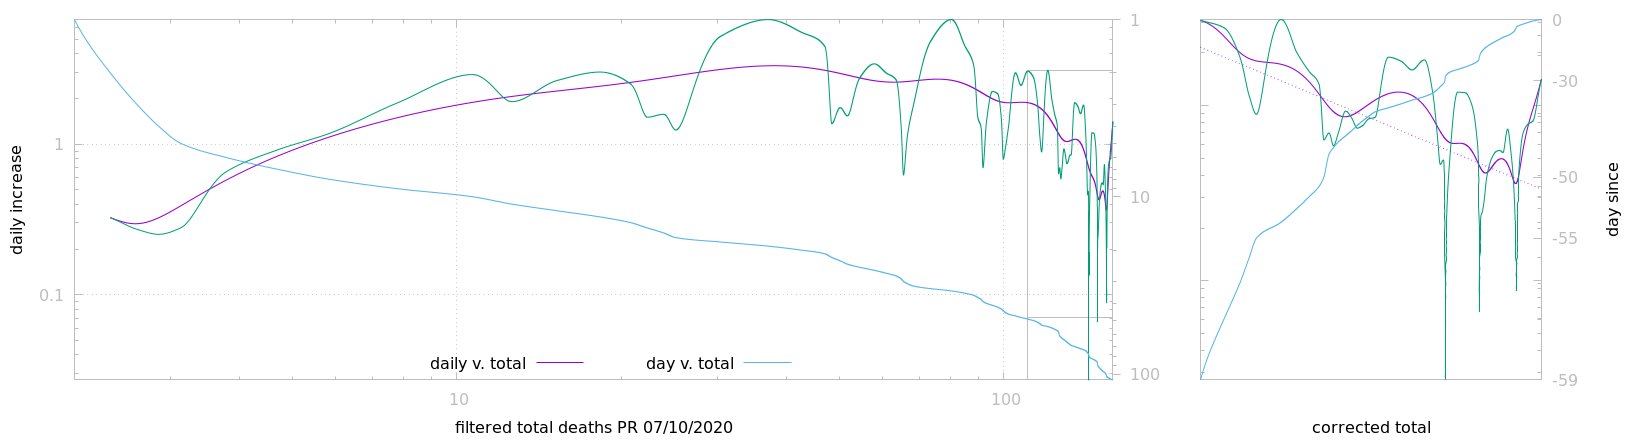 1
0
-30
1
daily increase
10
-50
day since
-55
0.1
daily v. total
day v. total
100
-59
10
100
filtered total deaths PR 07/10/2020
corrected total